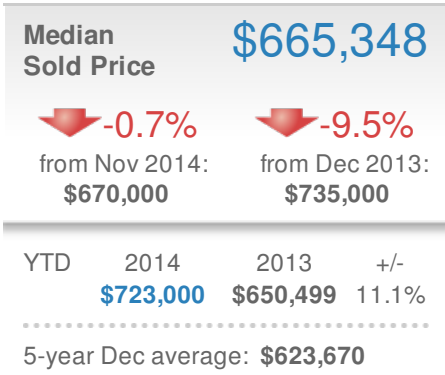 Median $665,348
Sold Price
-0.7% -9.5%
from Nov 2014: from Dec 2013:
$670,000 $735,000
YTD 2014 2013 +/-
$723,000 $650,499 11.1%
5-year Dec average: $623,670